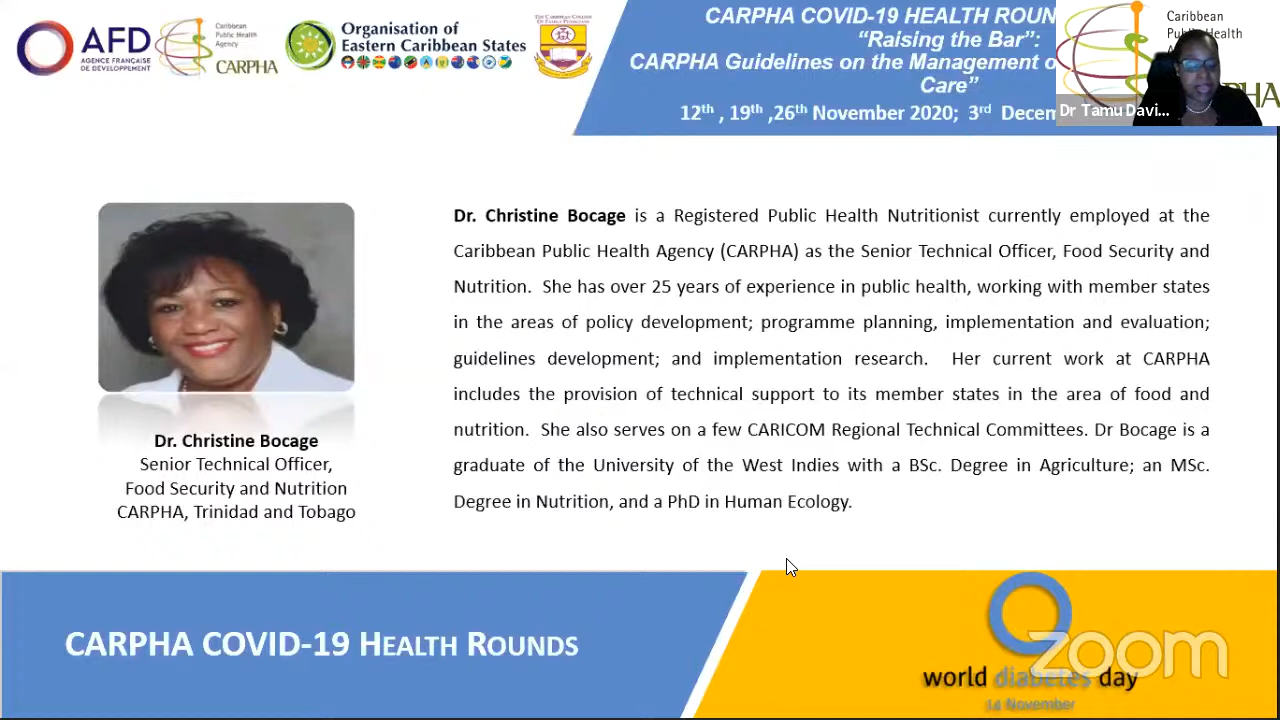 AFD
AGENCE FRANÇAISE
DE DÉVELOPPEMENT
Caribbean
Public Health
Agency
CARPHA
Organisation of
Eastern Caribbean States
CARPHA COVID-19 HEALTH ROUN
“Raising the Bar”:
CARPHA Guidelines on the Management o
Care”
12th , 19th ,26th November 2020; 3rd Decem
Caribbean
Public Health
PHA
Dr Tamu Davi...
Dr. Christine Bocage
Senior Technical Officer,
Food Security and Nutrition
CARPHA, Trinidad and Tobago
Dr. Christine Bocage is a Registered Public Health Nutritionist currently employed at the
Caribbean Public Health Agency (CARPHA) as the Senior Technical Officer, Food Security and
Nutrition. She has over 25 years of experience in public health, working with member states
in the areas of policy development; programme planning, implementation and evaluation;
guidelines development; and implementation research. Her current work at CARPHA
includes the provision of technical support to its member states in the area of food and
nutrition. She also serves on a few CARICOM Regional Technical Committees. Dr Bocage is a
graduate of the University of the West Indies with a BSc. Degree in Agriculture; an MSc.
Degree in Nutrition, and a PhD in Human Ecology.
CARPHA COVID-19 HEALTH ROUNDS
world diabetes day
14 November
zoom